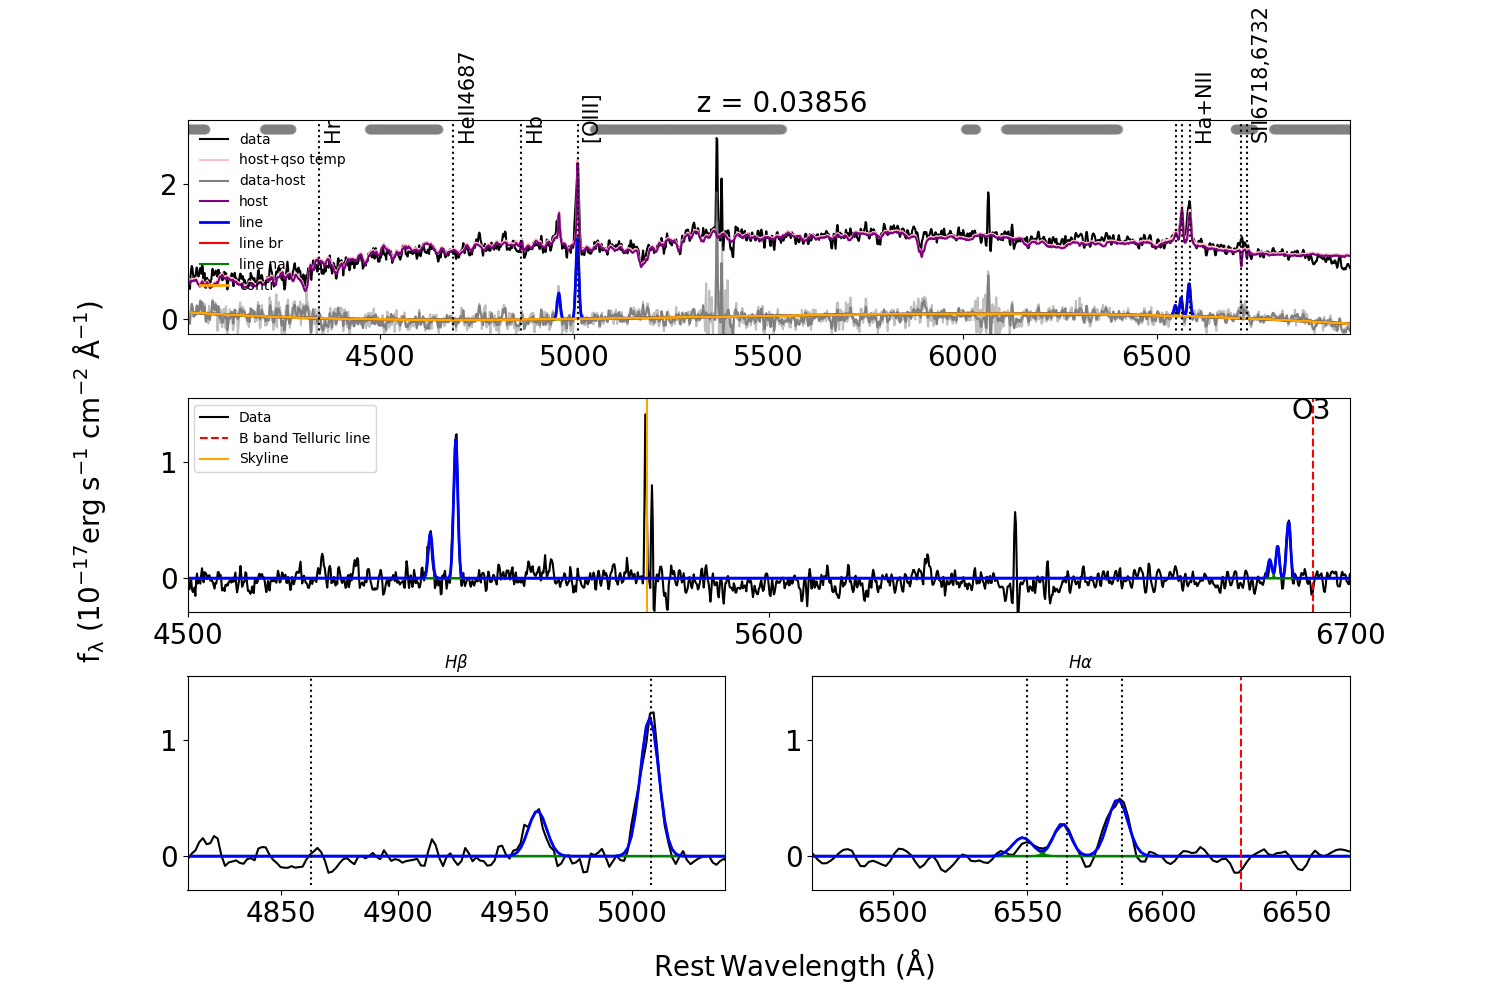 z = 0.03856
Hr
HeII4687
Hb
[OIII]
Ha+NII
SII6718,6732
data
host+qso temp
data-host
host
line
line br
line na
conti
2
0
4500 5000 5500 6000 6500
Data
B band Telluric line
Skyline
O3
1
0
4500 5600 6700
fλ (10⁻¹⁷erg s⁻¹ cm⁻² Å⁻¹)
Hβ
1
0
4850 4900 4950 5000
Hα
1
0
6500 6550 6600 6650
Rest Wavelength (Å)